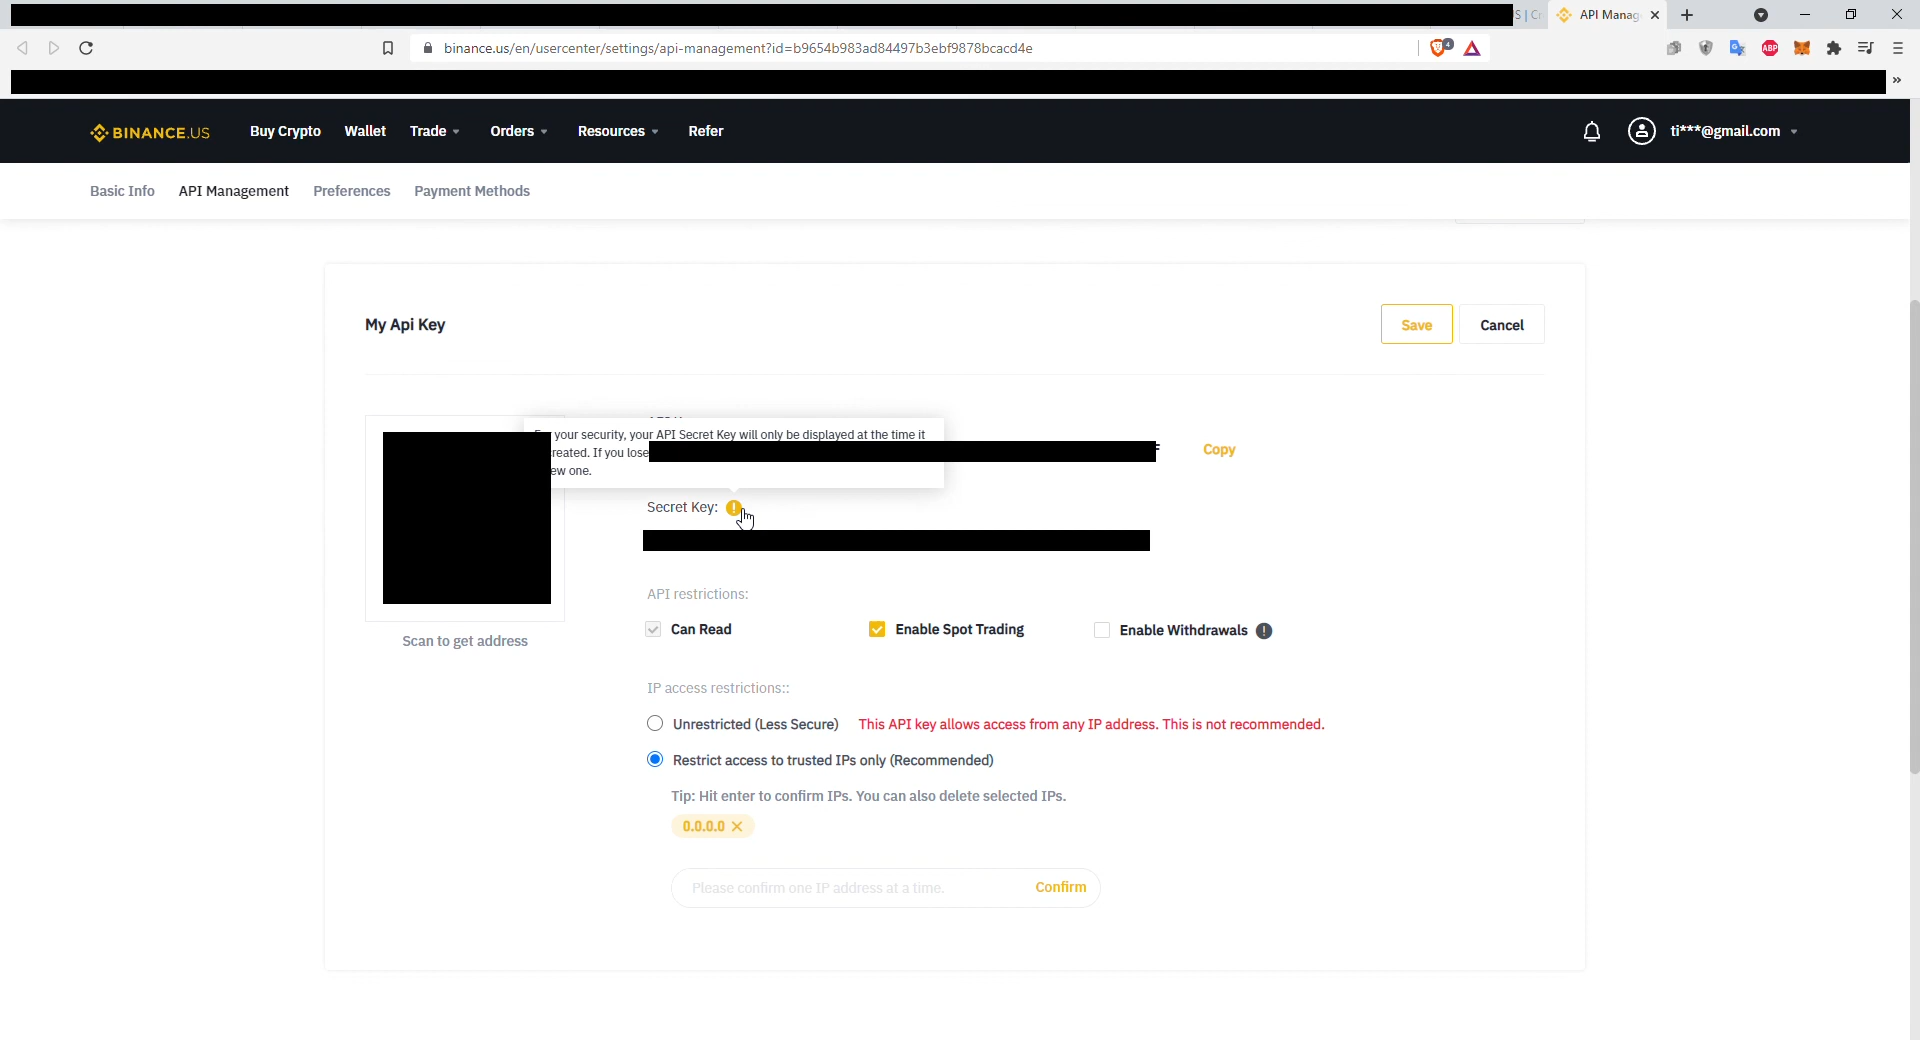 S | Cr
API Manag
binance.us/en/usercenter/settings/api-management?id=b9654b983ad84497b3ebf9878bcacd4e
4
ABP
BINANCE.US
Buy Crypto
Wallet
Trade
Orders
Resources
Refer
ti***@gmail.com
Basic Info
API Management
Preferences
Payment Methods
My Api Key
Save
Cancel
your security, your API Secret Key will only be displayed at the time it
reated. If you lose
ew one.
Copy
Secret Key:
Scan to get address
API restrictions:
Can Read
Enable Spot Trading
Enable Withdrawals
IP access restrictions::
Unrestricted (Less Secure)
This API key allows access from any IP address. This is not recommended.
Restrict access to trusted IPs only (Recommended)
Tip: Hit enter to confirm IPs. You can also delete selected IPs.
0.0.0.0
Please confirm one IP address at a time.
Confirm